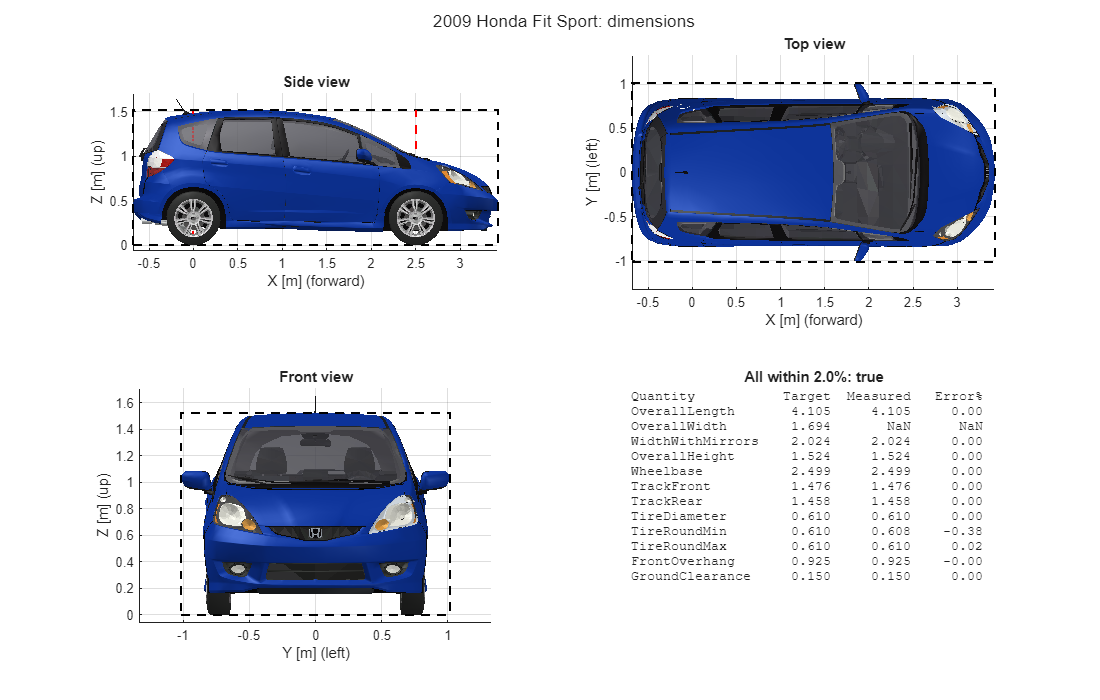 2009 Honda Fit Sport: dimensions
Side view
1.5
1
0.5
0
Z [m] (up)
-0.5 0 0.5 1 1.5 2 2.5 3
X [m] (forward)
Top view
1
0.5
0
-0.5
-1
Y [m] (left)
-0.5 0 0.5 1 1.5 2 2.5 3
X [m] (forward)
Front view
1.6
1.4
1.2
1
0.8
0.6
0.4
0.2
0
Z [m] (up)
-1 -0.5 0 0.5 1
Y [m] (left)
All within 2.0%: true
Quantity Target Measured Error%
OverallLength 4.105 4.105 0.00
OverallWidth 1.694 NaN NaN
WidthWithMirrors 2.024 2.024 0.00
OverallHeight 1.524 1.524 0.00
Wheelbase 2.499 2.499 0.00
TrackFront 1.476 1.476 0.00
TrackRear 1.458 1.458 0.00
TireDiameter 0.610 0.610 0.00
TireRoundMin 0.610 0.608 -0.38
TireRoundMax 0.610 0.610 0.02
FrontOverhang 0.925 0.925 -0.00
GroundClearance 0.150 0.150 0.00